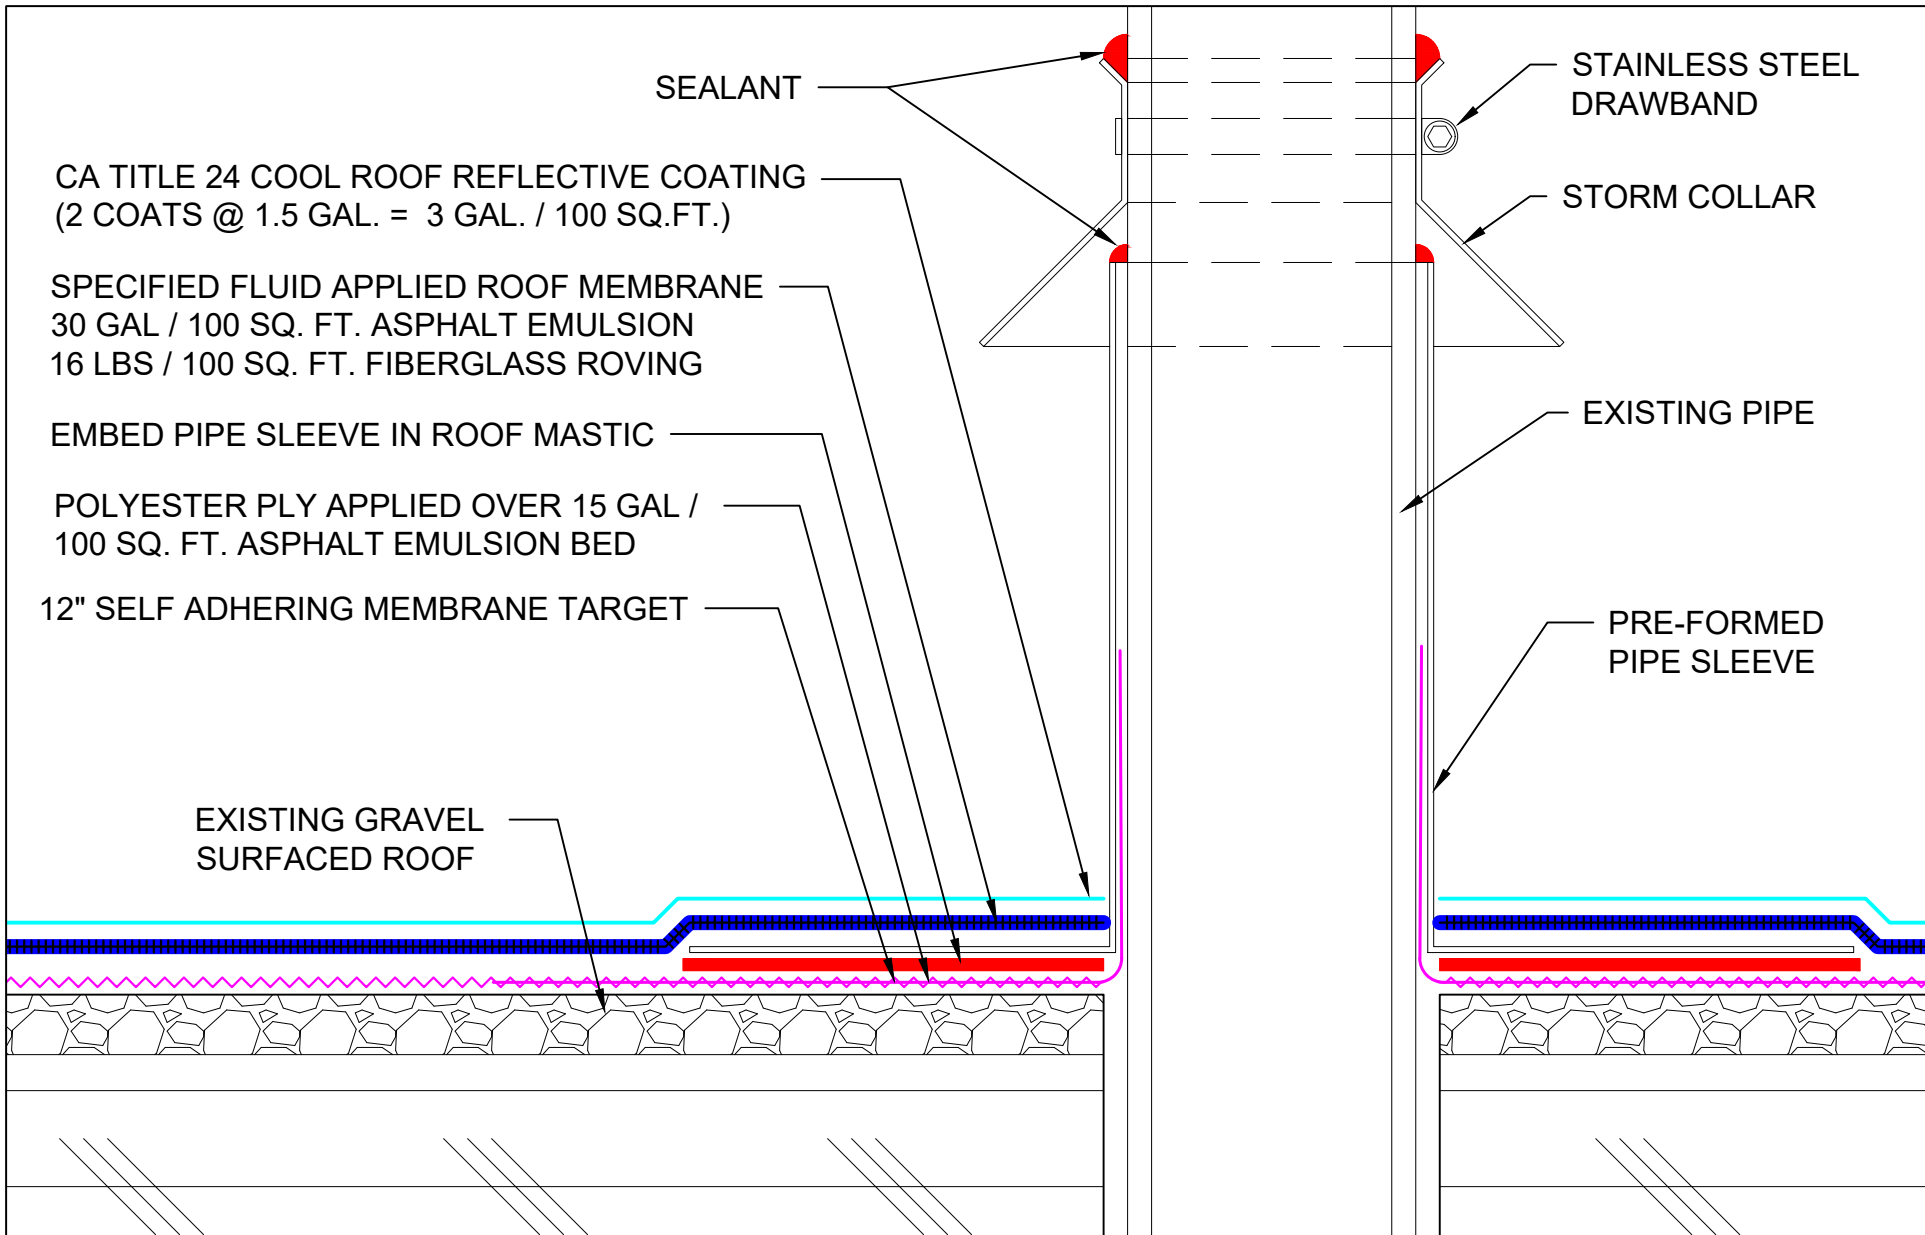 SEALANT
CA TITLE 24 COOL ROOF REFLECTIVE COATING
(2 COATS @ 1.5 GAL. = 3 GAL. / 100 SQ.FT.)
SPECIFIED FLUID APPLIED ROOF MEMBRANE
30 GAL / 100 SQ. FT. ASPHALT EMULSION
16 LBS / 100 SQ. FT. FIBERGLASS ROVING
EMBED PIPE SLEEVE IN ROOF MASTIC
POLYESTER PLY APPLIED OVER 15 GAL /
100 SQ. FT. ASPHALT EMULSION BED
12" SELF ADHERING MEMBRANE TARGET
EXISTING GRAVEL
SURFACED ROOF
STAINLESS STEEL
DRAWBAND
STORM COLLAR
EXISTING PIPE
PRE-FORMED
PIPE SLEEVE